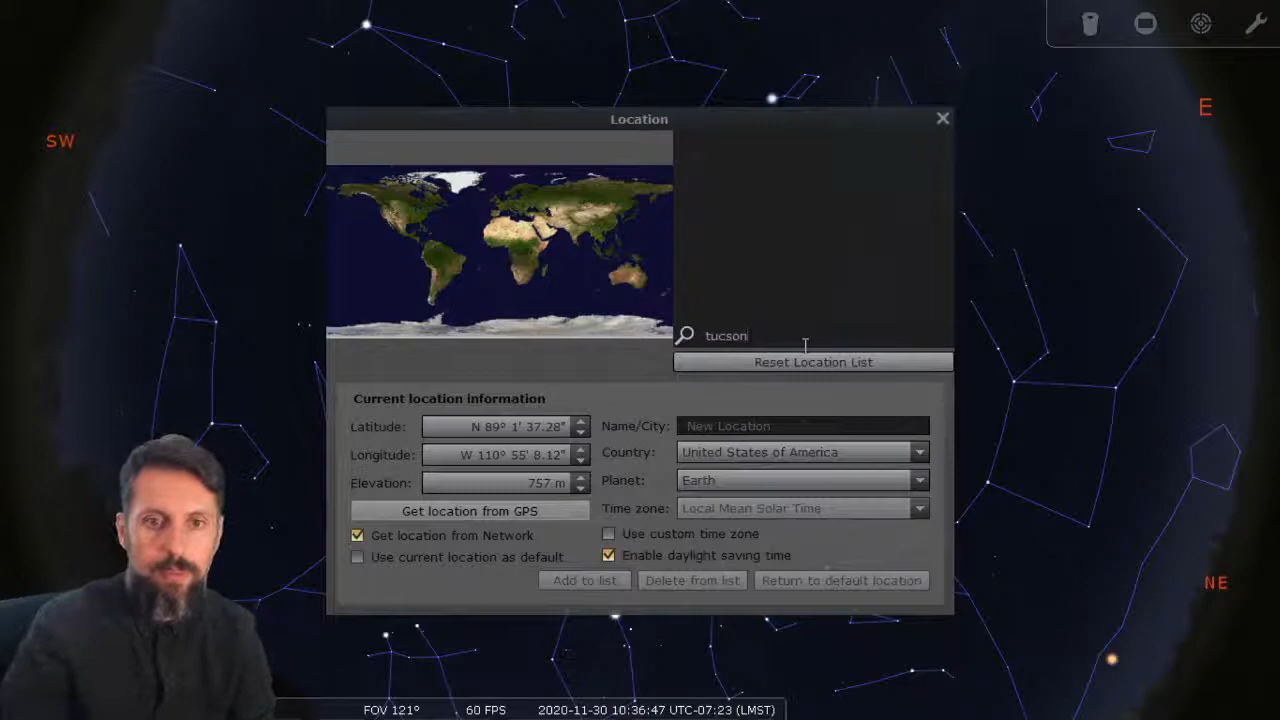 E
SW
Location
tucson
Reset Location List
Current location information
Latitude: N 89° 1' 37.28"
Name/City: New Location
Longitude: W 110° 55' 8.12"
Country: United States of America
Elevation: 757 m
Planet: Earth
Get location from GPS
Time zone: Local Mean Solar Time
Get location from Network
Use custom time zone
Use current location as default
Enable daylight saving time
Add to list
Delete from list
Return to default location
NE
FOV 121° 60 FPS 2020-11-30 10:36:47 UTC-07:23 (LMST)